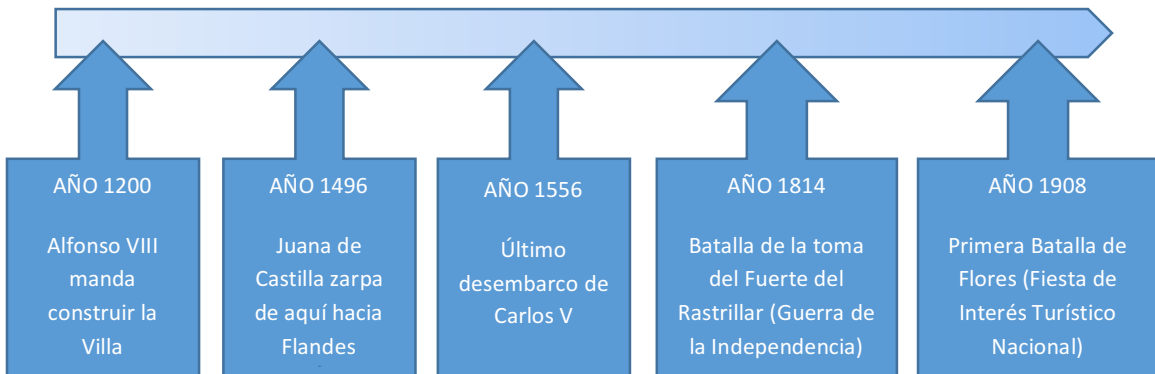 AÑO 1200
Alfonso VIII
manda
construir la
Villa
AÑO 1496
Juana de
Castilla zarpa
de aquí hacia
Flandes
AÑO 1556
Último
desembarco de
Carlos V
AÑO 1814
Batalla de la toma
del Fuerte del
Rastrillar (Guerra de
la Independencia)
AÑO 1908
Primera Batalla de
Flores (Fiesta de
Interés Turístico
Nacional)